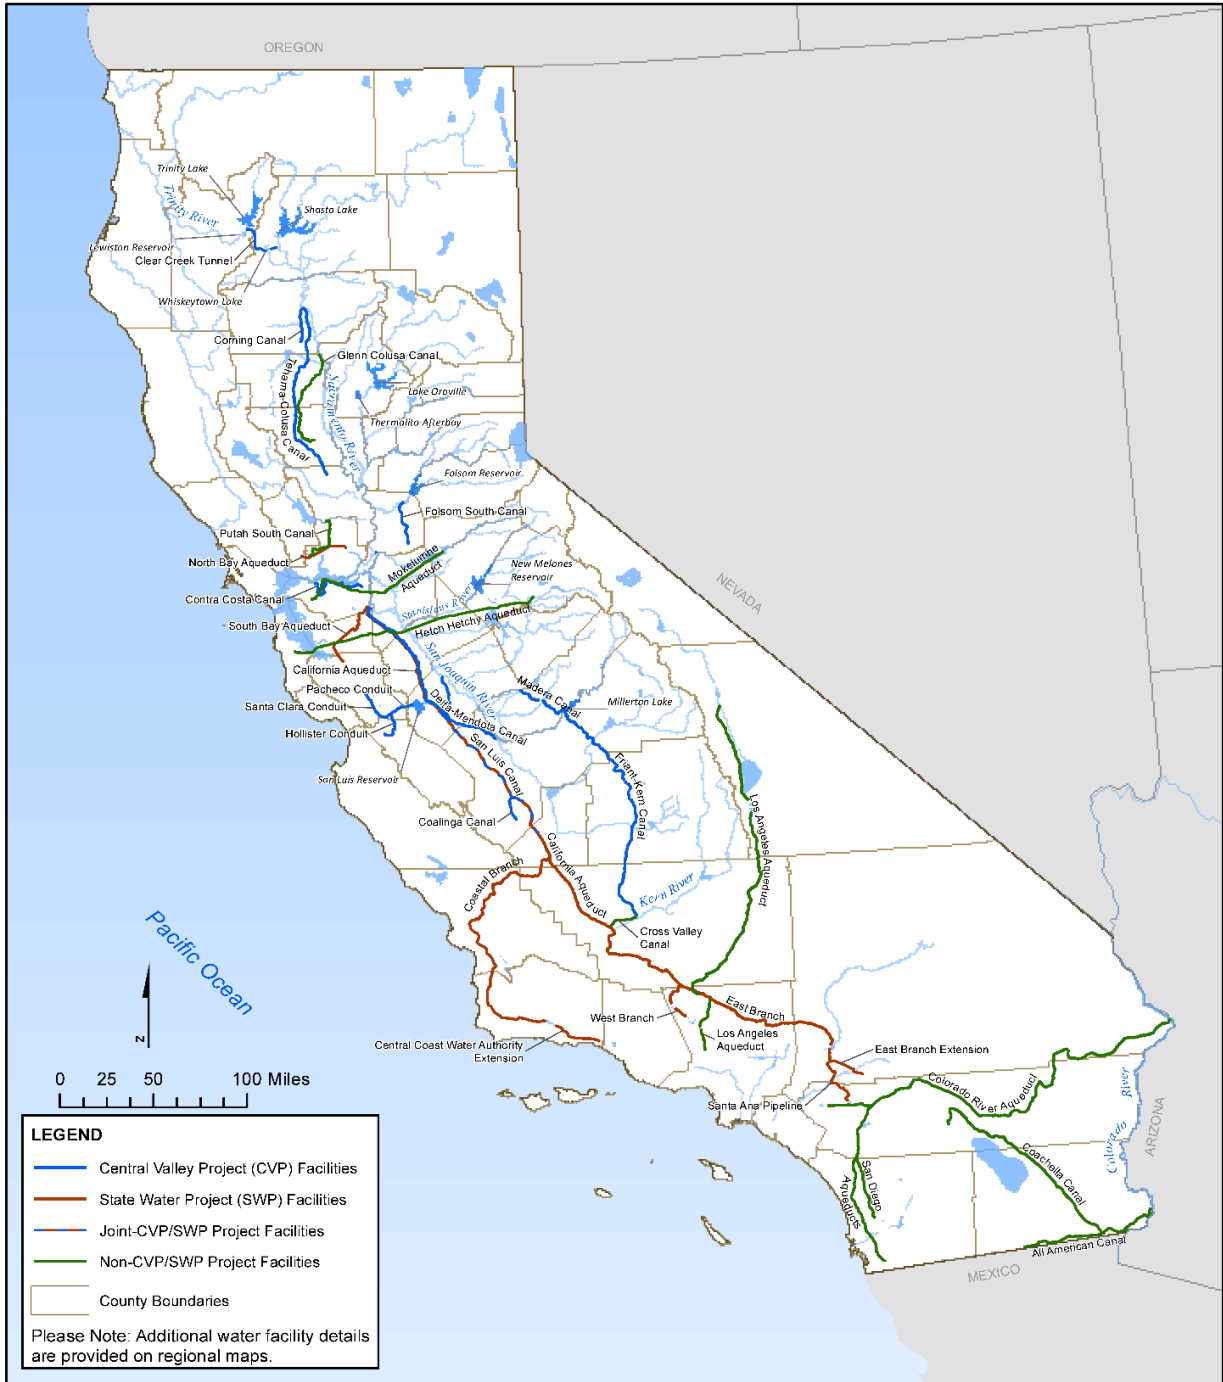 OREGON
Trinity Lake
Trinity River
Shasta Lake
Lewiston Reservoir
Clear Creek Tunnel
Whiskeytown Lake
Corning Canal
Glenn Colusa Canal
Tehama-Colusa Canal
Sacramento River
Lake Oroville
Thermalito Afterbay
Folsom Reservoir
Folsom South Canal
Putah South Canal
North Bay Aqueduct
Mokelumne
Aqueduct
New Melones
Reservoir
NEVADA
Contra Costa Canal
Stanislaus River
South Bay Aqueduct
Hetch Hetchy Aqueduct
San Joaquin River
California Aqueduct
Pacheco Conduit
Madera Canal
Millerton Lake
Santa Clara Conduit
Delta-Mendota Canal
Hollister Conduit
San Luis Canal
San Luis Reservoir
Friant-Kern Canal
Los Angeles Aqueduct
Coalinga Canal
California Aqueduct
Coastal Branch
Kern River
Cross Valley
Canal
Pacific Ocean
N
West Branch
East Branch
Los Angeles
Aqueduct
Central Coast Water Authority
Extension
East Branch Extension
Santa Ana Pipeline
Colorado River Aqueduct
Colorado River
ARIZONA
Coachella Canal
San Diego
Aqueducts
All American Canal
MEXICO
0 25 50 100 Miles
LEGEND
Central Valley Project (CVP) Facilities
State Water Project (SWP) Facilities
Joint-CVP/SWP Project Facilities
Non-CVP/SWP Project Facilities
County Boundaries
Please Note: Additional water facility details
are provided on regional maps.